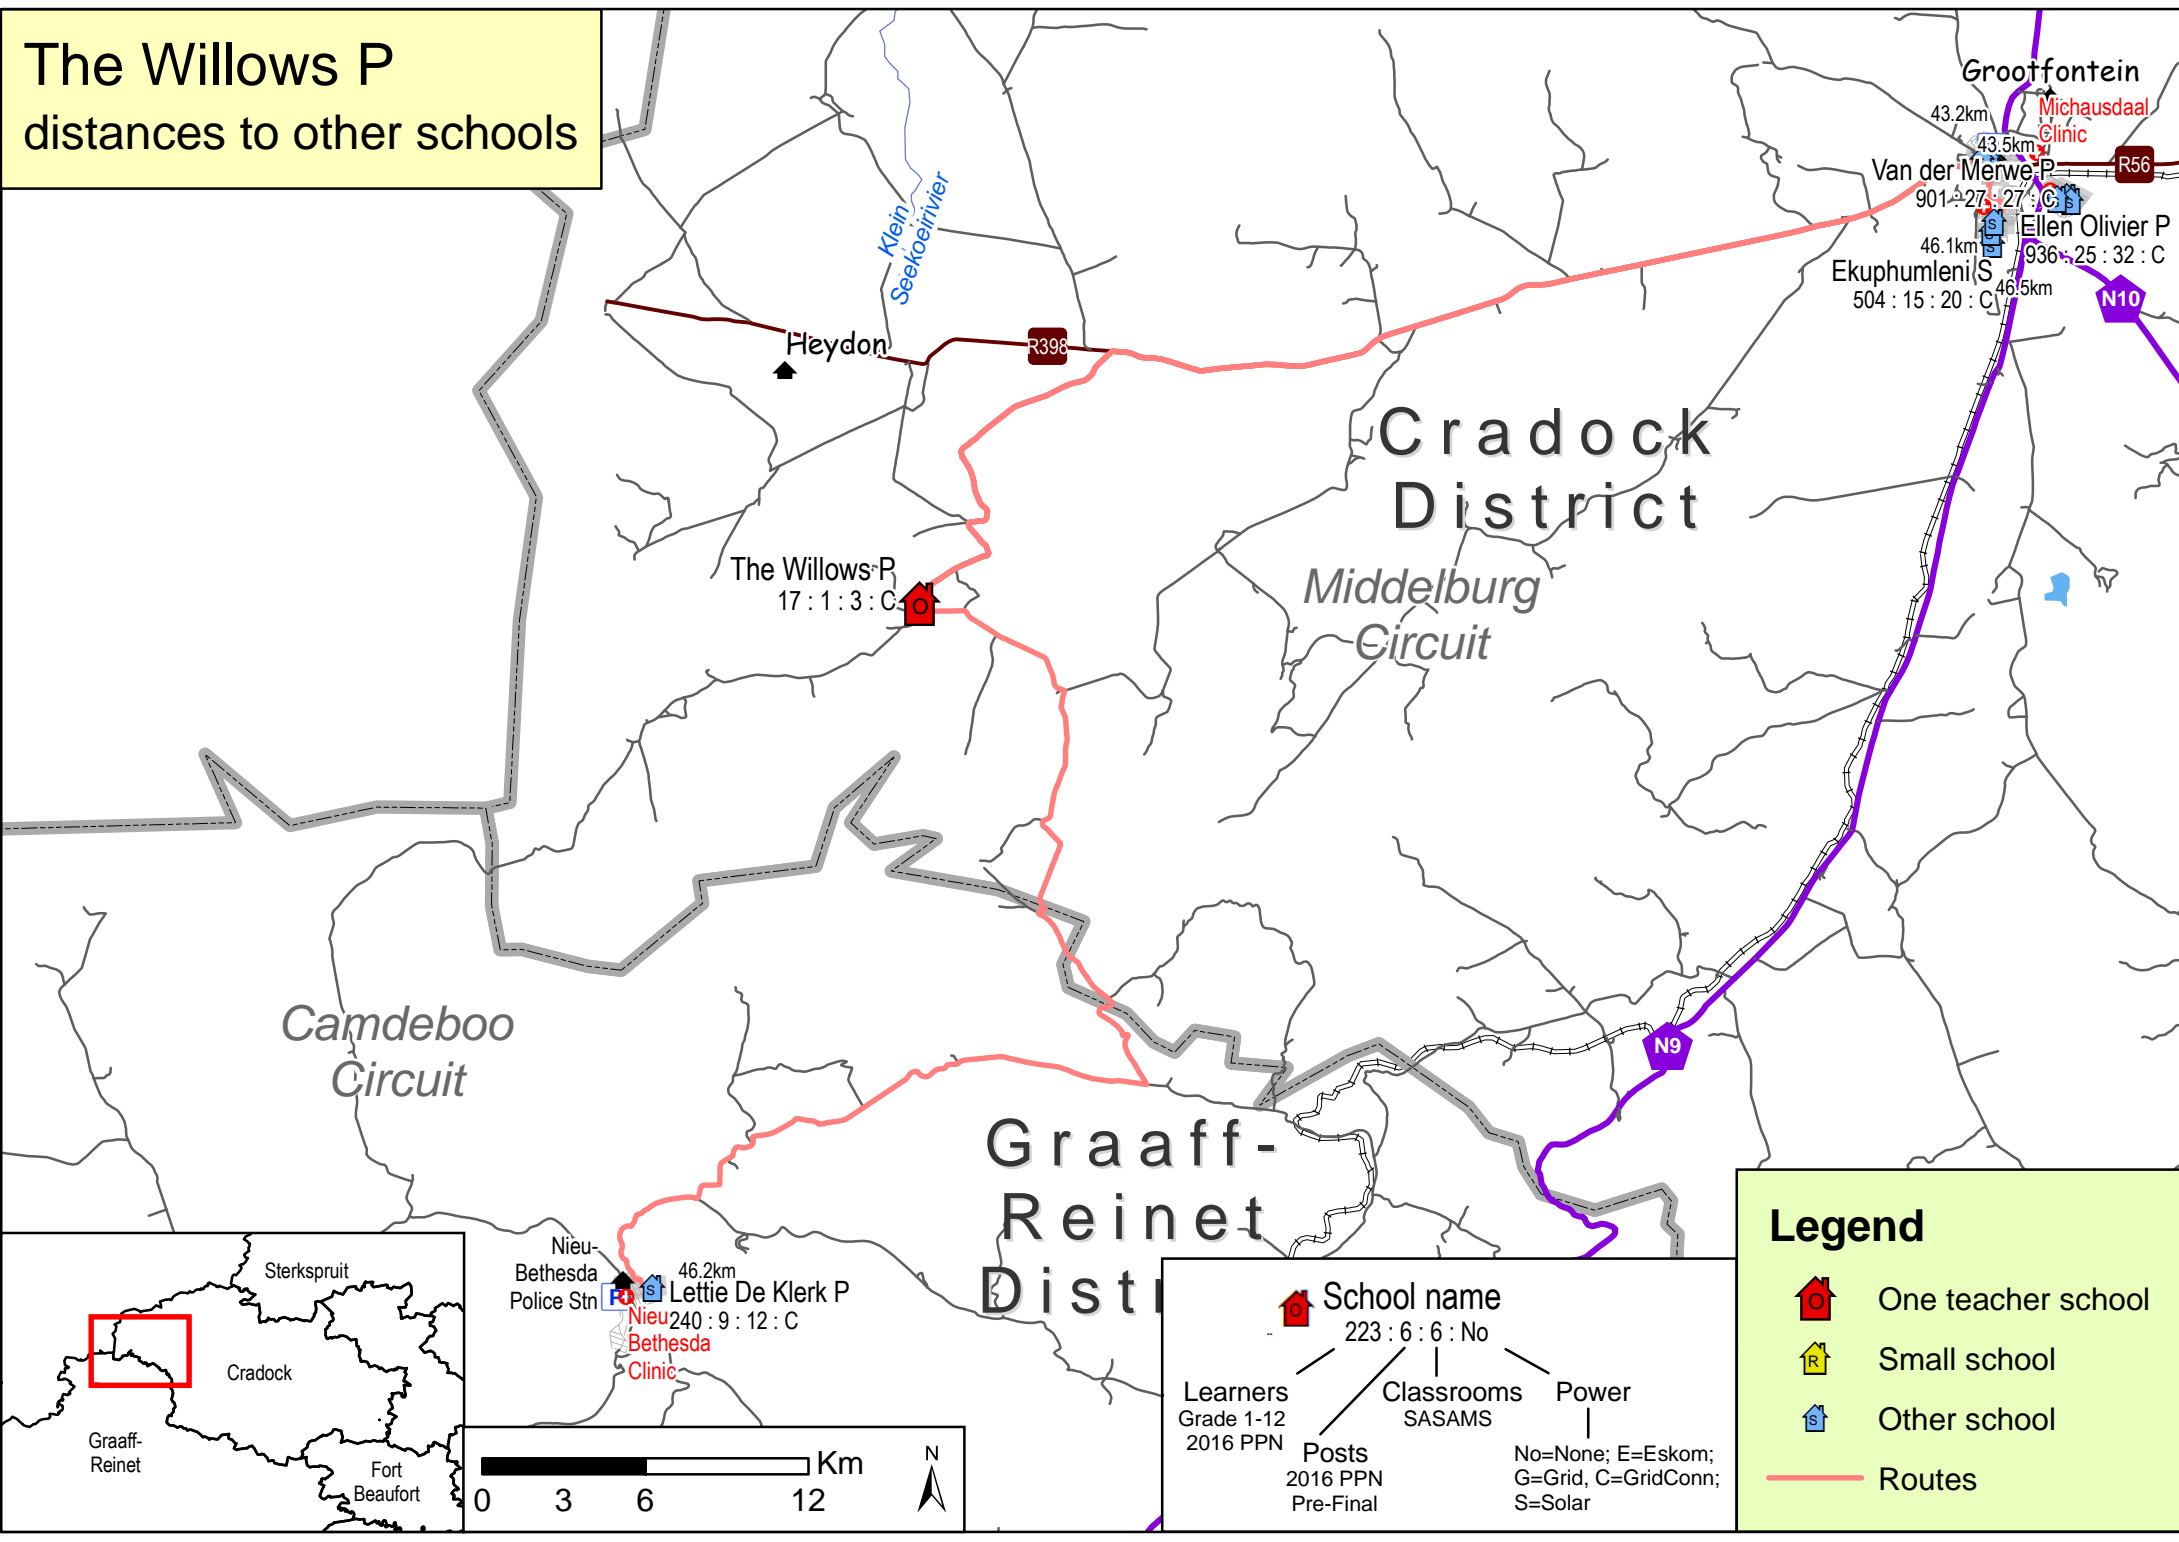 The Willows P
distances to other schools
Grootfontein
Michausdaal
Clinic
43.2km
43.5km
R56
Van der Merwe P
901 : 27 : 27 : C
Ellen Olivier P
936 : 25 : 32 : C
46.1km
Ekuphumleni S
504 : 15 : 20 : C
46.5km
N10
Klein
Seekoeirivier
Heydon
R398
Cradock
District
Middelburg
Circuit
The Willows P
17 : 1 : 3 : C
O
Camdeboo
Circuit
N9
Graaff-
Reinet
Distr
Nieu-
Bethesda
Police Stn
P
S
46.2km
Lettie De Klerk P
240 : 9 : 12 : C
Nieu
Bethesda
Clinic
Sterkspruit
Cradock
Graaff-
Reinet
Fort
Beaufort
Km
0 3 6 12
N
O
School name
223 : 6 : 6 : No
Learners
Grade 1-12
2016 PPN
Posts
2016 PPN
Pre-Final
Classrooms
SASAMS
Power
No=None; E=Eskom;
G=Grid, C=GridConn;
S=Solar
Legend
O One teacher school
R Small school
S Other school
Routes